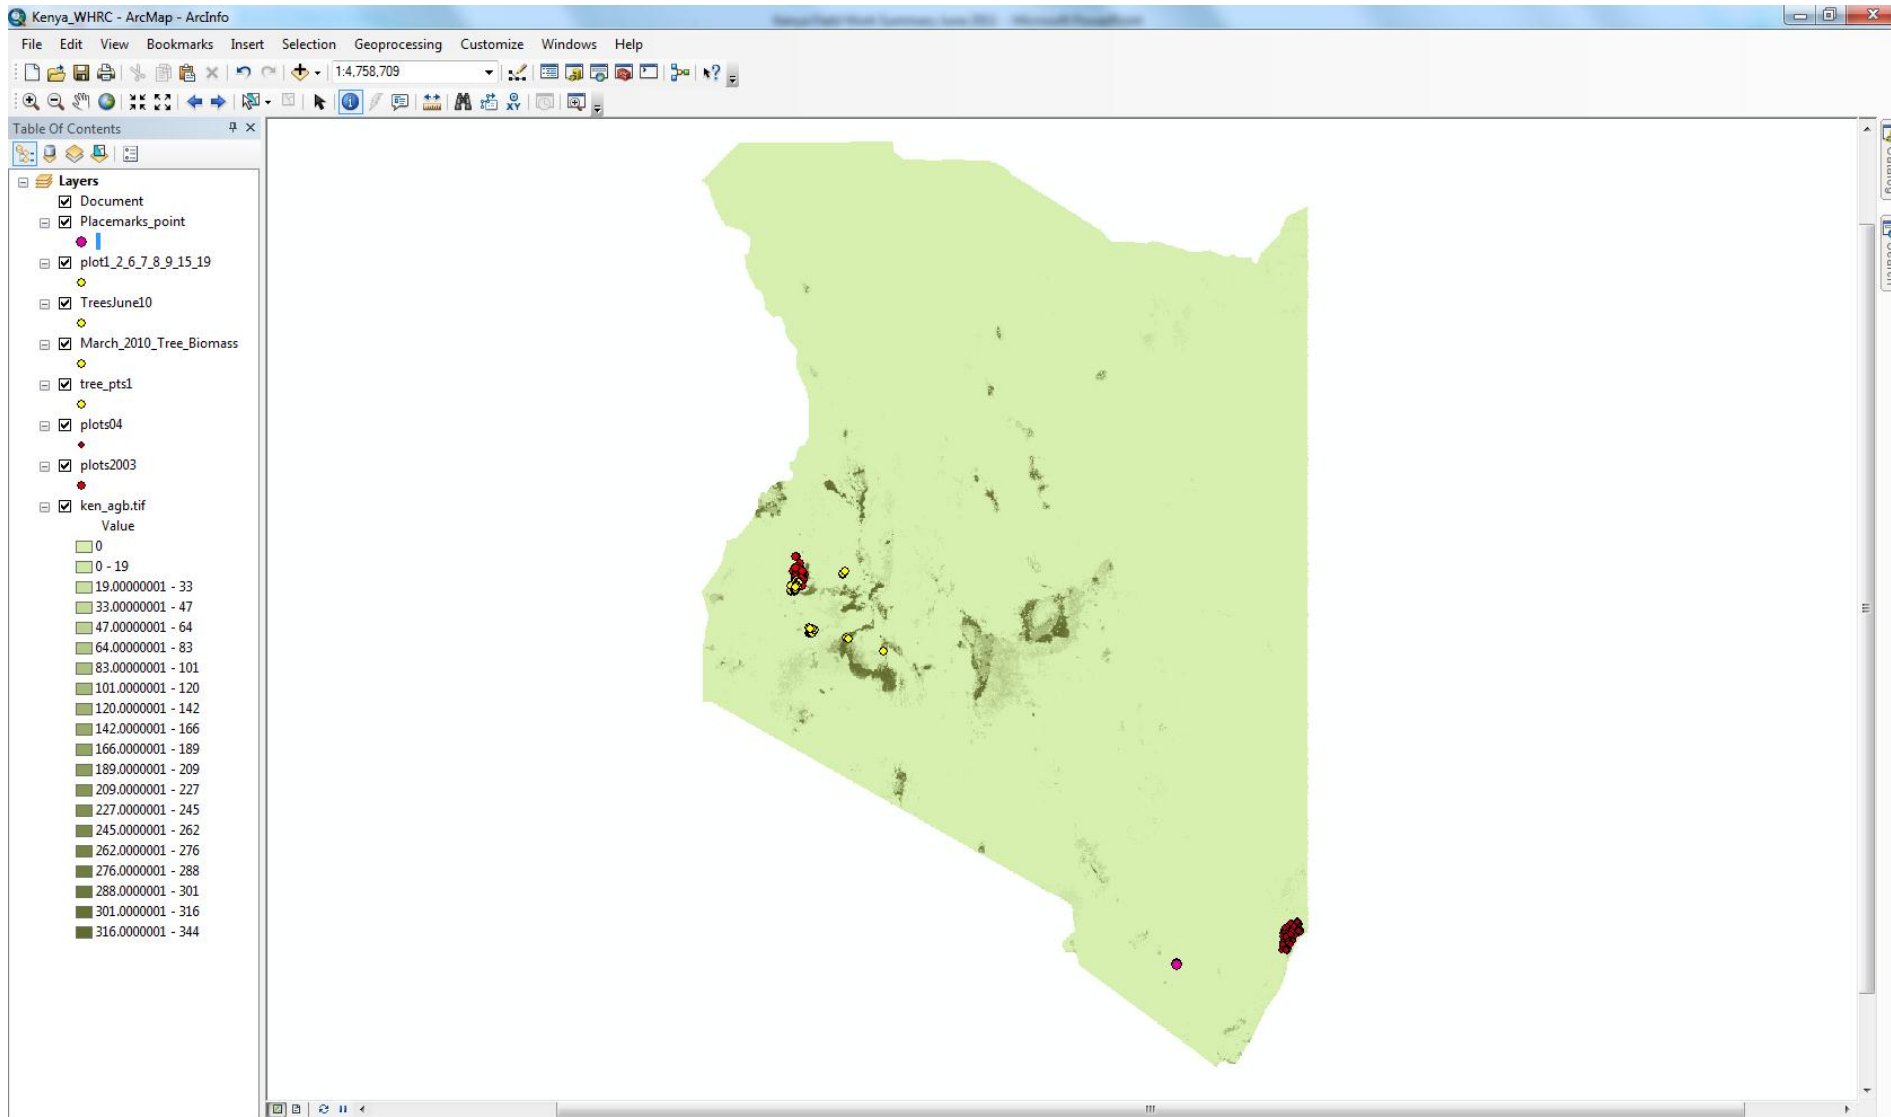 Kenya_WHRC - ArcMap - ArcInfo
File Edit View Bookmarks Insert Selection Geoprocessing Customize Windows Help
1:4,758,709
Table Of Contents
Layers
Document
Placemarks_point
plot1_2_6_7_8_9_15_19
TreesJune10
March_2010_Tree_Biomass
tree_pts1
plots04
plots2003
ken_agb.tif
Value
0
0 - 19
19.00000001 - 33
33.00000001 - 47
47.00000001 - 64
64.00000001 - 83
83.00000001 - 101
101.0000001 - 120
120.0000001 - 142
142.0000001 - 166
166.0000001 - 189
189.0000001 - 209
209.0000001 - 227
227.0000001 - 245
245.0000001 - 262
262.0000001 - 276
276.0000001 - 288
288.0000001 - 301
301.0000001 - 316
316.0000001 - 344